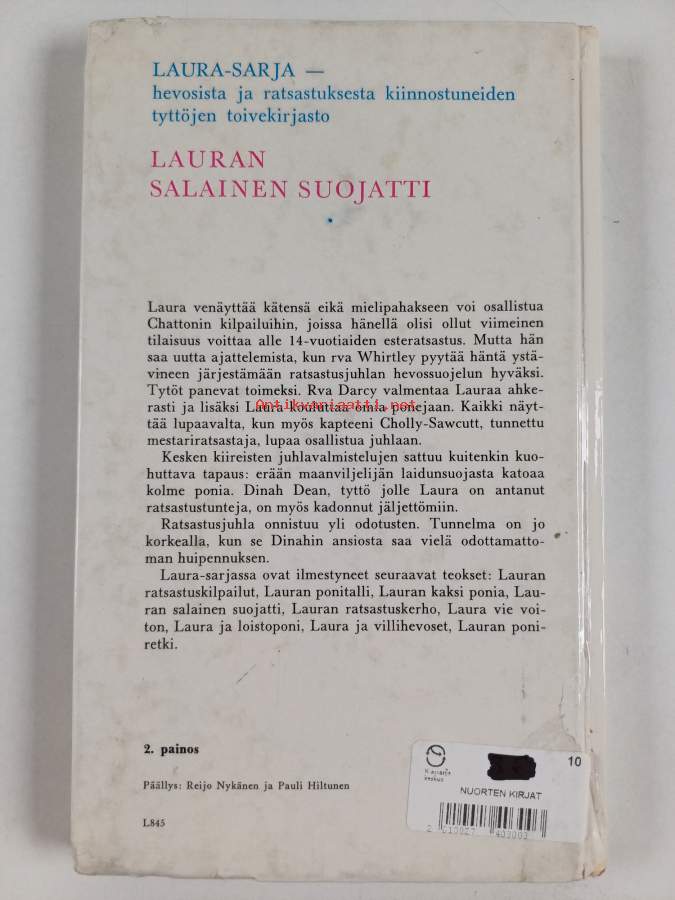 LAURA-SARJA —
hevosista ja ratsastuksesta kiinnostuneiden
tyttöjen toivekirjasto
LAURAN
SALAINEN SUOJATTI
Laura venäyttää kätensä eikä mielipahakseen voi osallistua
Chattonin kilpailuihin, joissa hänellä olisi ollut viimeinen
tilaisuus voittaa alle 14-vuotiaiden esteratsastus. Mutta hän
saa uutta ajattelemista, kun rva Whirtley pyytää häntä ystä-
vineen järjestämään ratsastusjuhlan hevossuojelun hyväksi.
Tytöt panevat toimeksi. Rva Darcy valmentaa Lauraa ahke-
rasti ja lisäksi Laura kouluttaa omia ponejaan. Kaikki näyt-
Antikvariaatti.net
tää lupaavalta, kun myös kapteeni Cholly-Sawcutt, tunnettu
mestariratsastaja, lupaa osallistua juhlaan.
Kesken kiireisten juhlavalmistelujen sattuu kuitenkin kuo-
huttava tapaus: erään maanviljelijän laidunsuojasta katoaa
kolme ponia. Dinah Dean, tyttö jolle Laura on antanut
ratsastustunteja, on myös kadonnut jäljettömiin.
Ratsastusjuhla onnistuu yli odotusten. Tunnelma on jo
korkealla, kun se Dinahin ansiosta saa vielä odottamatto-
man huipennuksen.
Laura-sarjassa ovat ilmestyneet seuraavat teokset: Lauran
ratsastuskilpailut, Lauran ponitalli, Lauran kaksi ponia, Lau-
ran salainen suojatti, Lauran ratsastuskerho, Laura vie voi-
ton, Laura ja loistoponi, Laura ja villihevoset, Lauran poni-
retki.
2. painos
Päällys: Reijo Nykänen ja Pauli Hiltunen
L845
10
keskus
NUORTEN KIRJAT